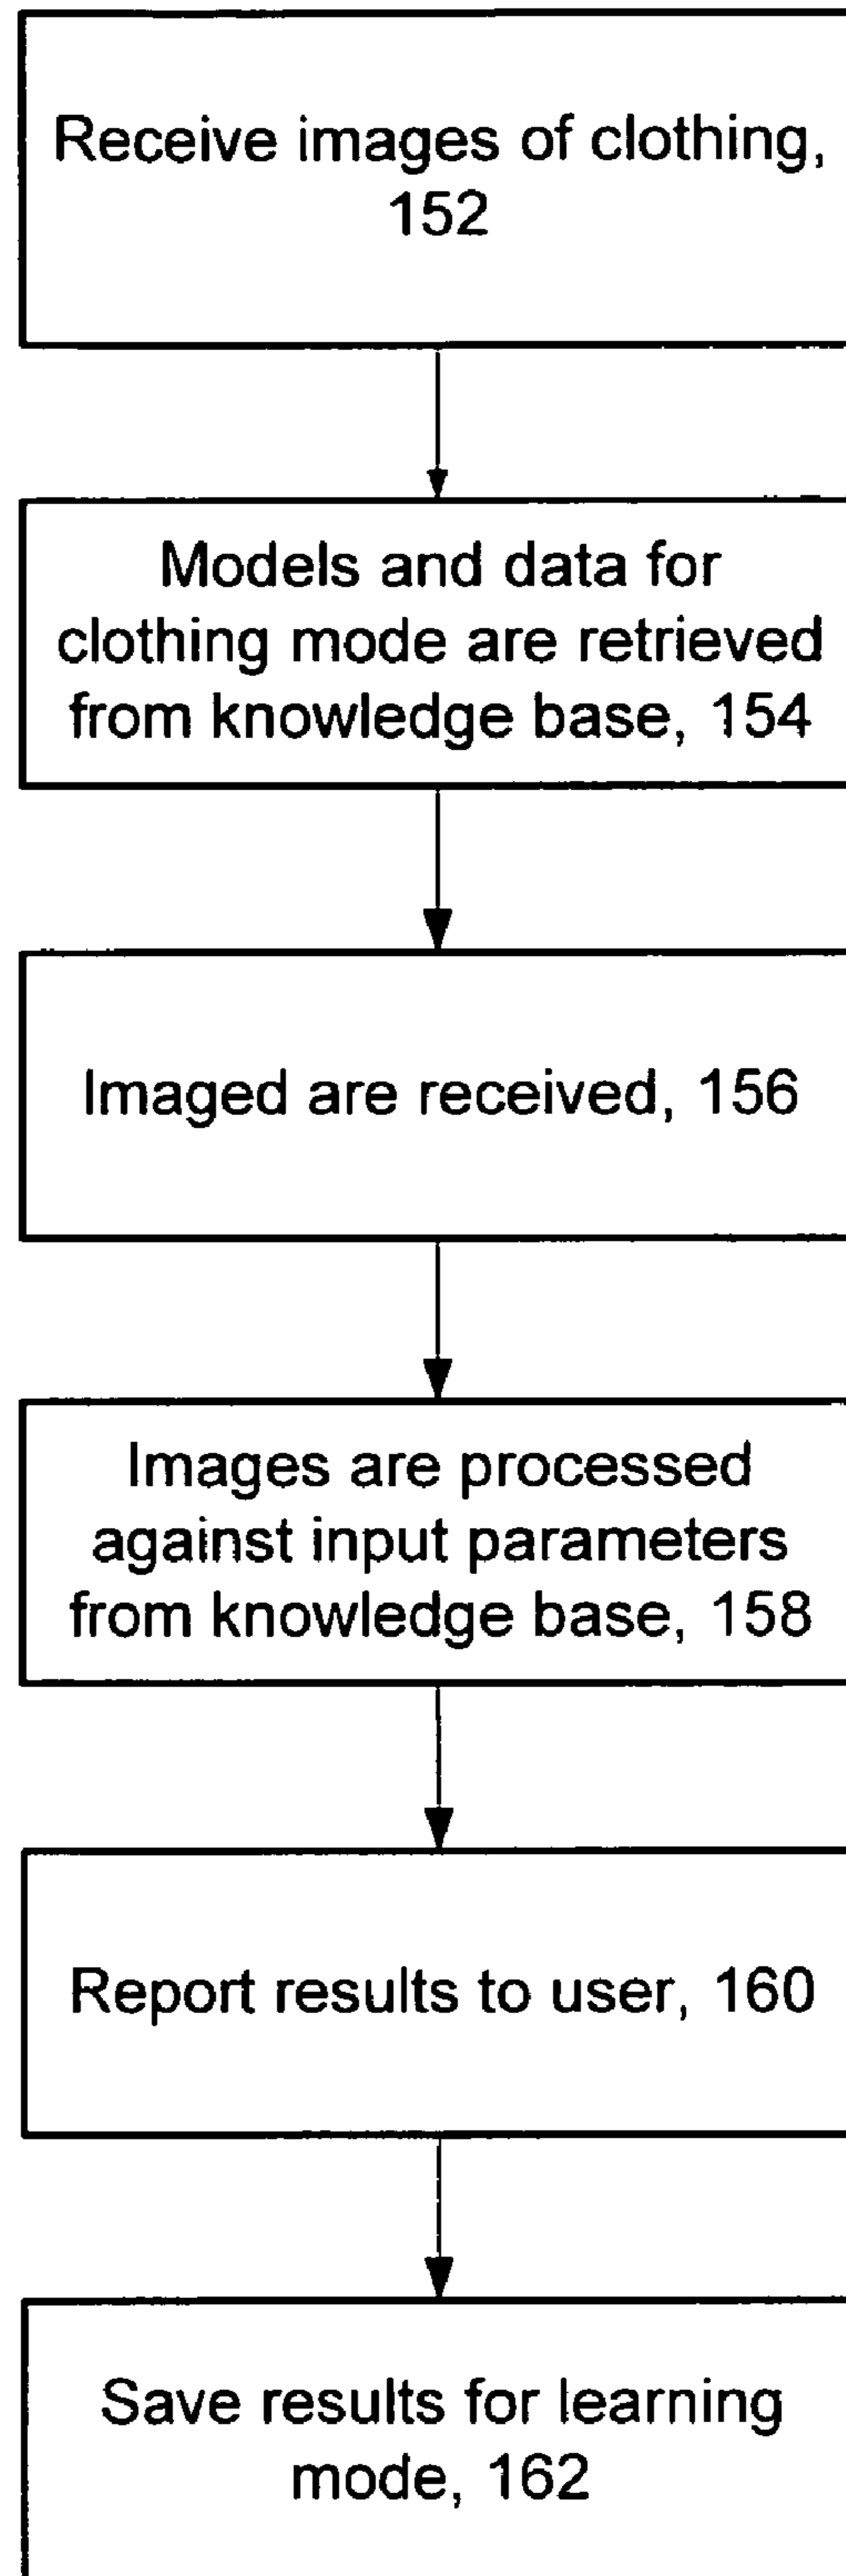 Receive images of clothing,
152
Models and data for
clothing mode are retrieved
from knowledge base, 154
Imaged are received, 156
Images are processed
against input parameters
from knowledge base, 158
Report results to user, 160
Save results for learning
mode, 162